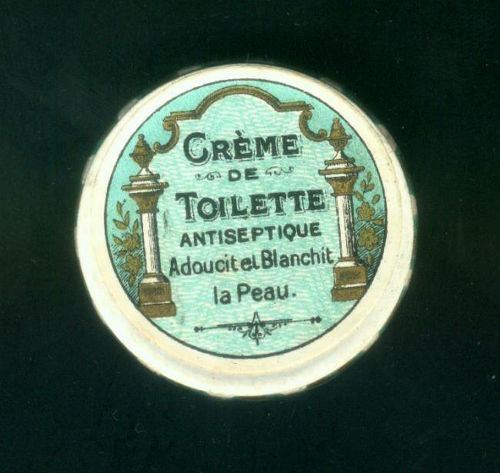 CRÈME
DE
TOILETTE
ANTISEPTIQUE
Adoucit et Blanchit
la Peau.